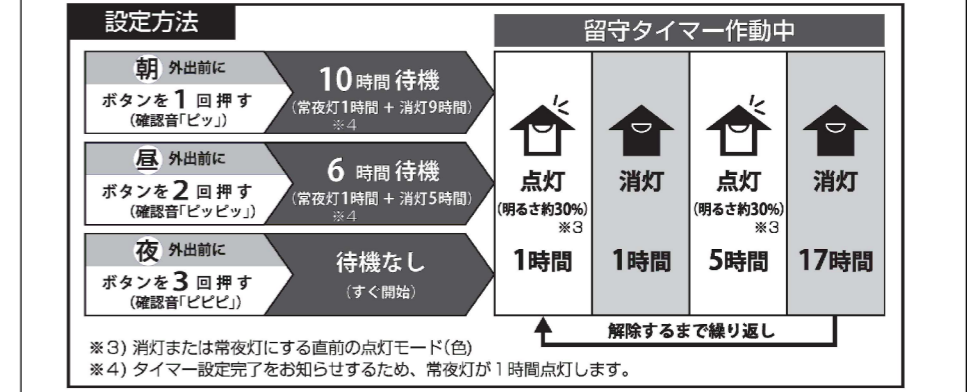 設定方法
留守タイマー作動中
朝 外出前に
ボタンを1回押す
(確認音「ピッ」)
10時間待機
(常夜灯1時間 + 消灯9時間)
※4
昼 外出前に
ボタンを2回押す
(確認音「ピッピッ」)
6時間待機
(常夜灯1時間 + 消灯5時間)
※4
夜 外出前に
ボタンを3回押す
(確認音「ピピピ」)
待機なし
(すぐ開始)
点灯
(明るさ約30%)
※3
1時間
消灯
1時間
点灯
(明るさ約30%)
※3
5時間
消灯
17時間
解除するまで繰り返し
※3) 消灯または常夜灯にする直前の点灯モード(色)
※4) タイマー設定完了をお知らせするため、常夜灯が1時間点灯します。